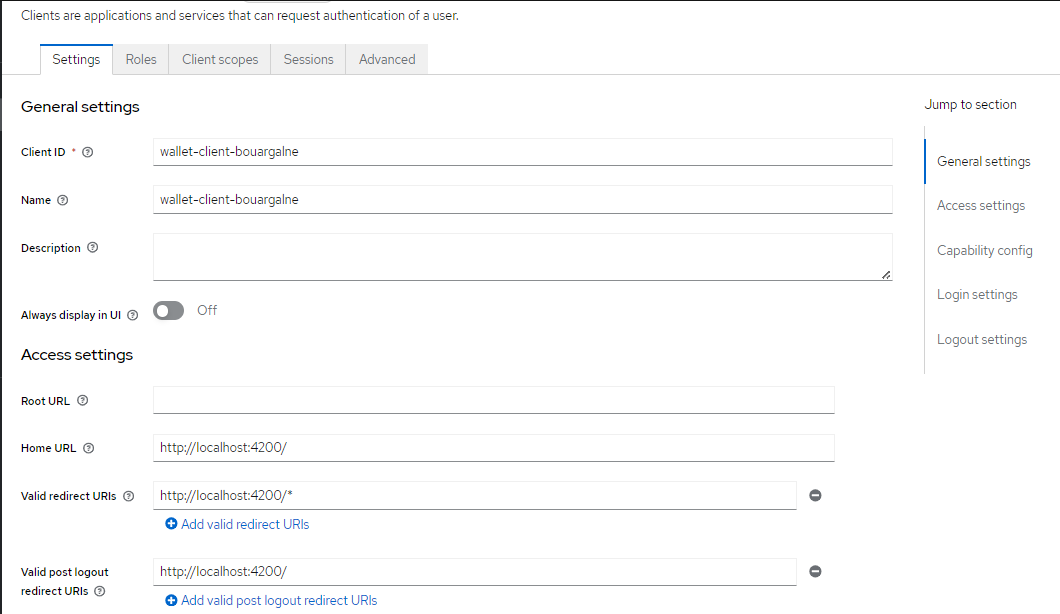 Clients are applications and services that can request authentication of a user.
Settings Roles Client scopes Sessions Advanced
General settings
Jump to section
Client ID * wallet-client-bouargalne
General settings
Name wallet-client-bouargalne
Access settings
Description
Capability config
Login settings
Always display in UI Off
Logout settings
Access settings
Root URL
Home URL http://localhost:4200/
Valid redirect URIs http://localhost:4200/*
Add valid redirect URIs
Valid post logout
redirect URIs http://localhost:4200/
Add valid post logout redirect URIs